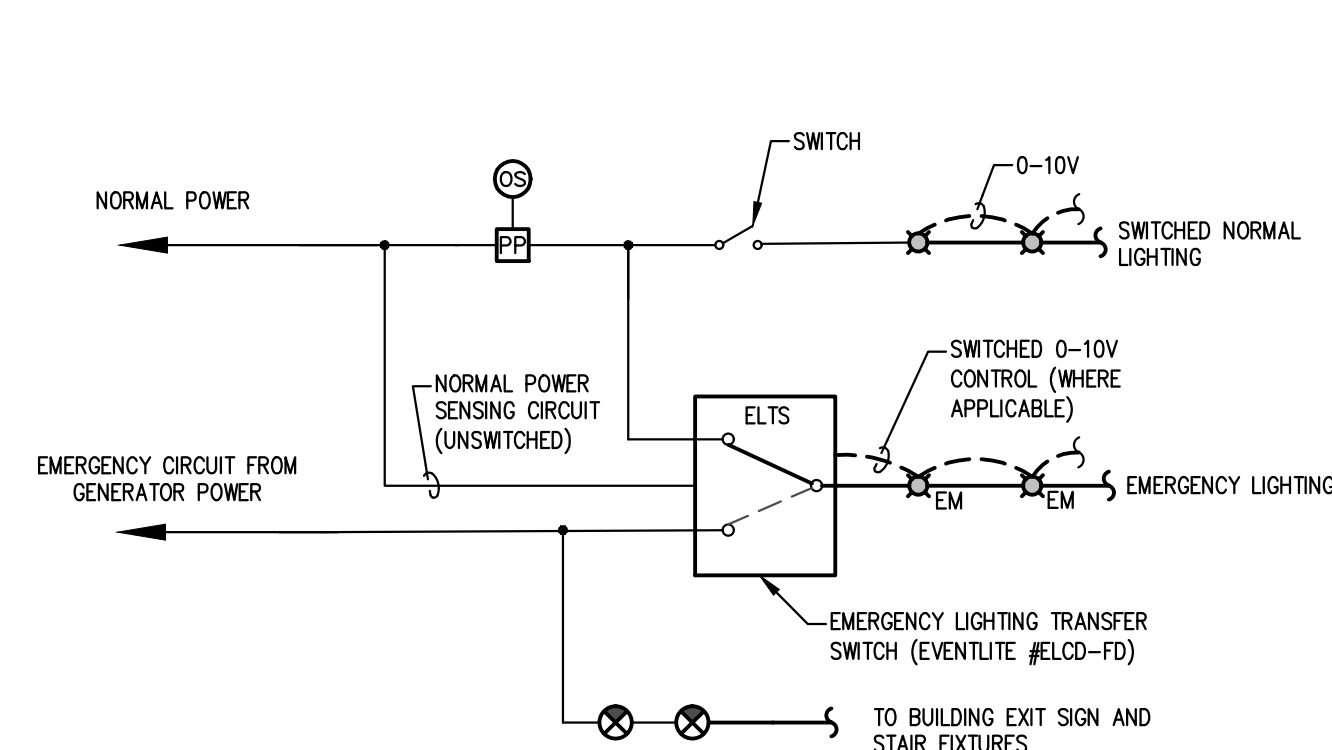 SWITCH
0-10V
NORMAL POWER
OS
PP
SWITCHED NORMAL
LIGHTING
SWITCHED 0-10V
CONTROL (WHERE
APPLICABLE)
NORMAL POWER
SENSING CIRCUIT
(UNSWITCHED)
ELTS
EMERGENCY CIRCUIT FROM
GENERATOR POWER
EM
EM
EMERGENCY LIGHTING
EMERGENCY LIGHTING TRANSFER
SWITCH (EVENTLITE #ELCD-FD)
TO BUILDING EXIT SIGN AND
STAIR FIXTURES